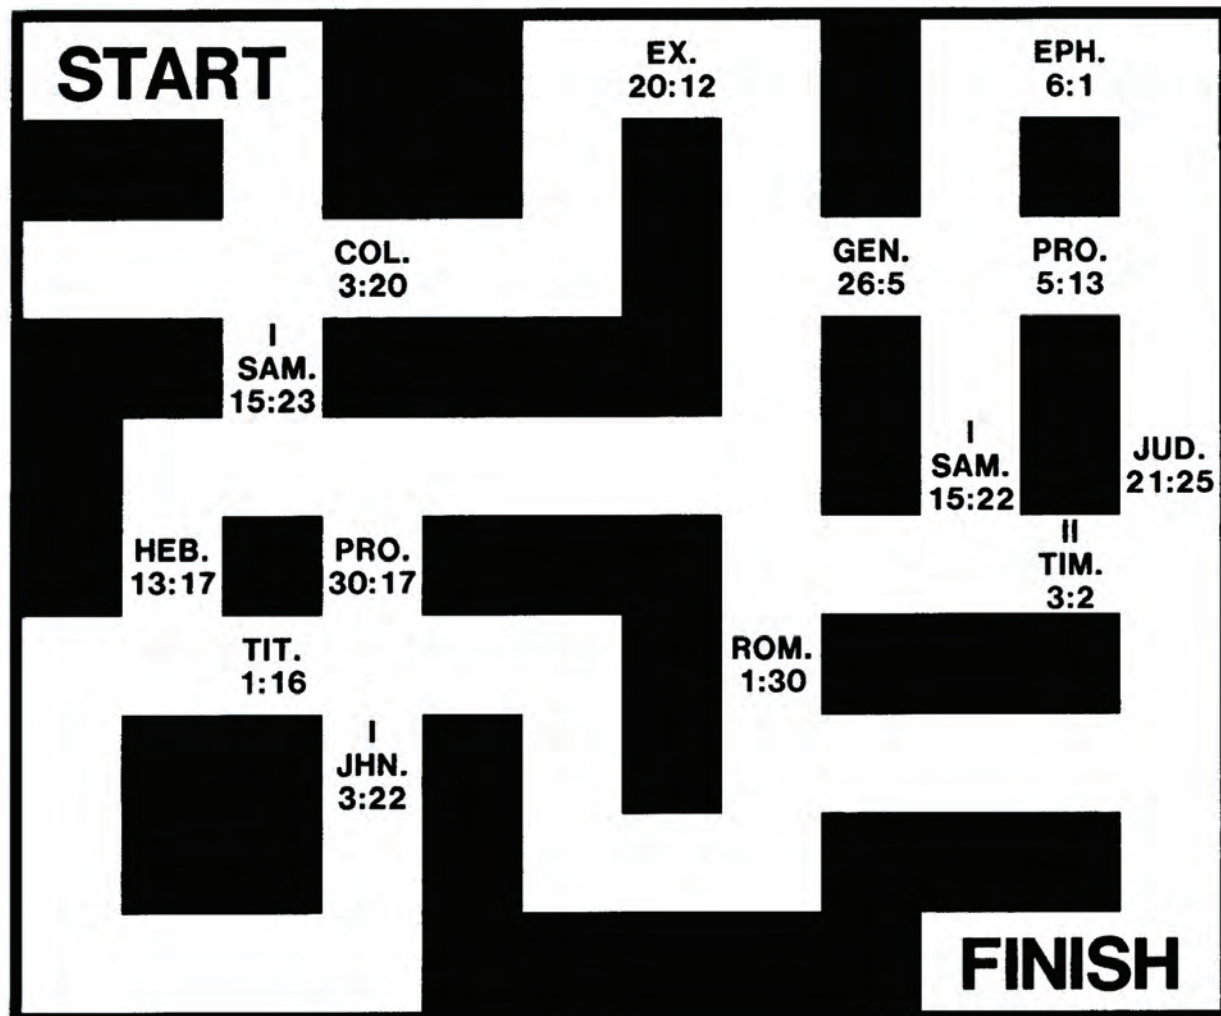 START
EX.
20:12
EPH.
6:1
COL.
3:20
GEN.
26:5
PRO.
5:13
I
SAM.
15:23
I
SAM.
15:22
JUD.
21:25
HEB.
13:17
PRO.
30:17
II
TIM.
3:2
TIT.
1:16
ROM.
1:30
I
JHN.
3:22
FINISH